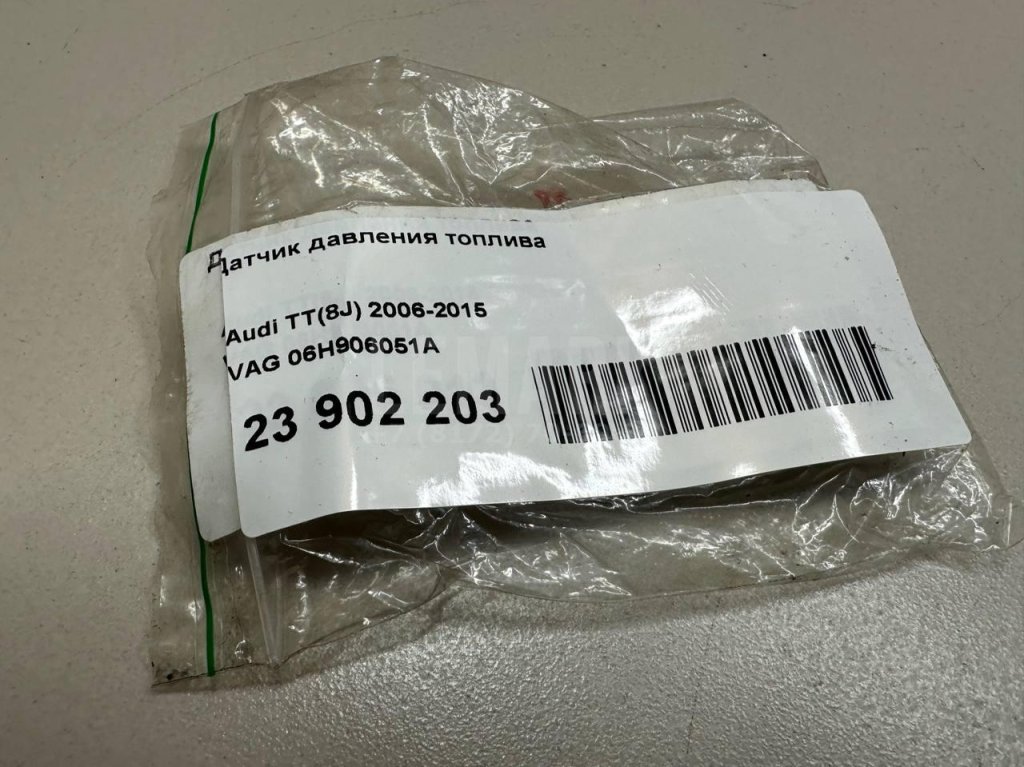 Датчик давления топлива
Audi TT(8J) 2006-2015
VAG 06H906051A
23 902 203